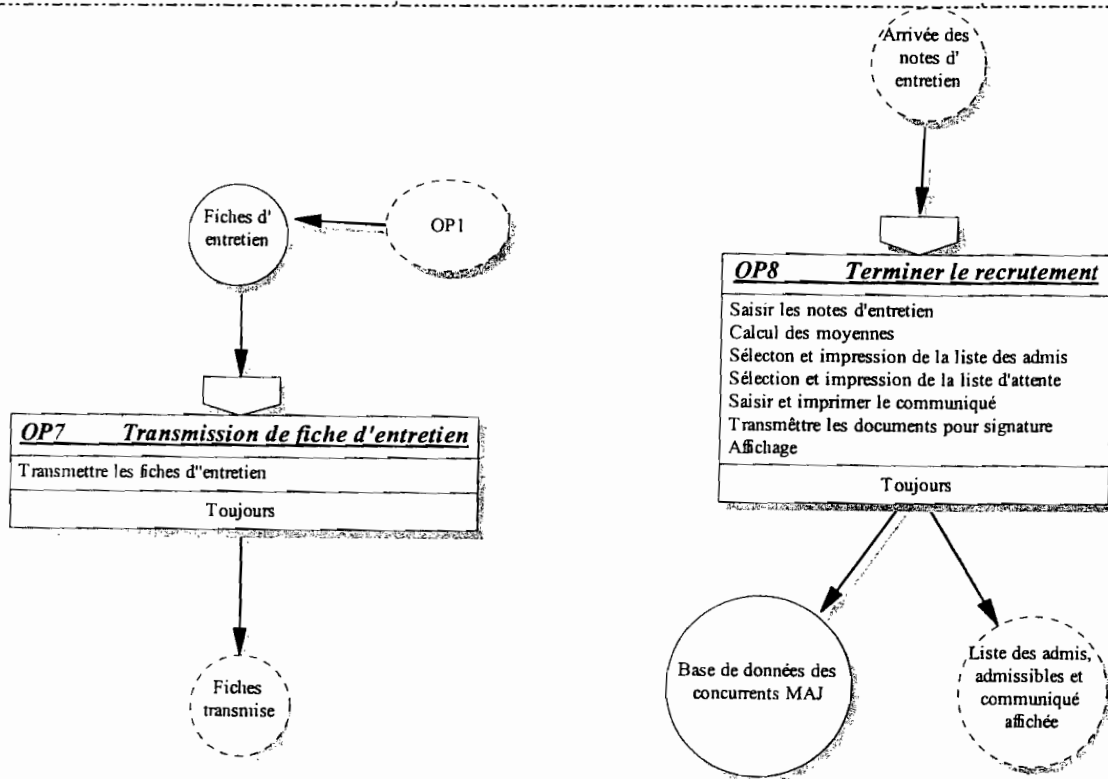 Arrivée des
notes d'
entretien
Fiches d'
entretien
OP1
OP8 Terminer le recrutement
Saisir les notes d'entretien
Calcul des moyennes
Sélecton et impression de la liste des admis
Sélection et impression de la liste d'attente
Saisir et imprimer le communiqué
Transmêttre les documents pour signature
Affichage
Toujours
OP7 Transmission de fiche d'entretien
Transmettre les fiches d"entretien
Toujours
Fiches
transmise
Base de données des
concurrents MAJ
Liste des admis,
admissibles et
communiqué
affichée